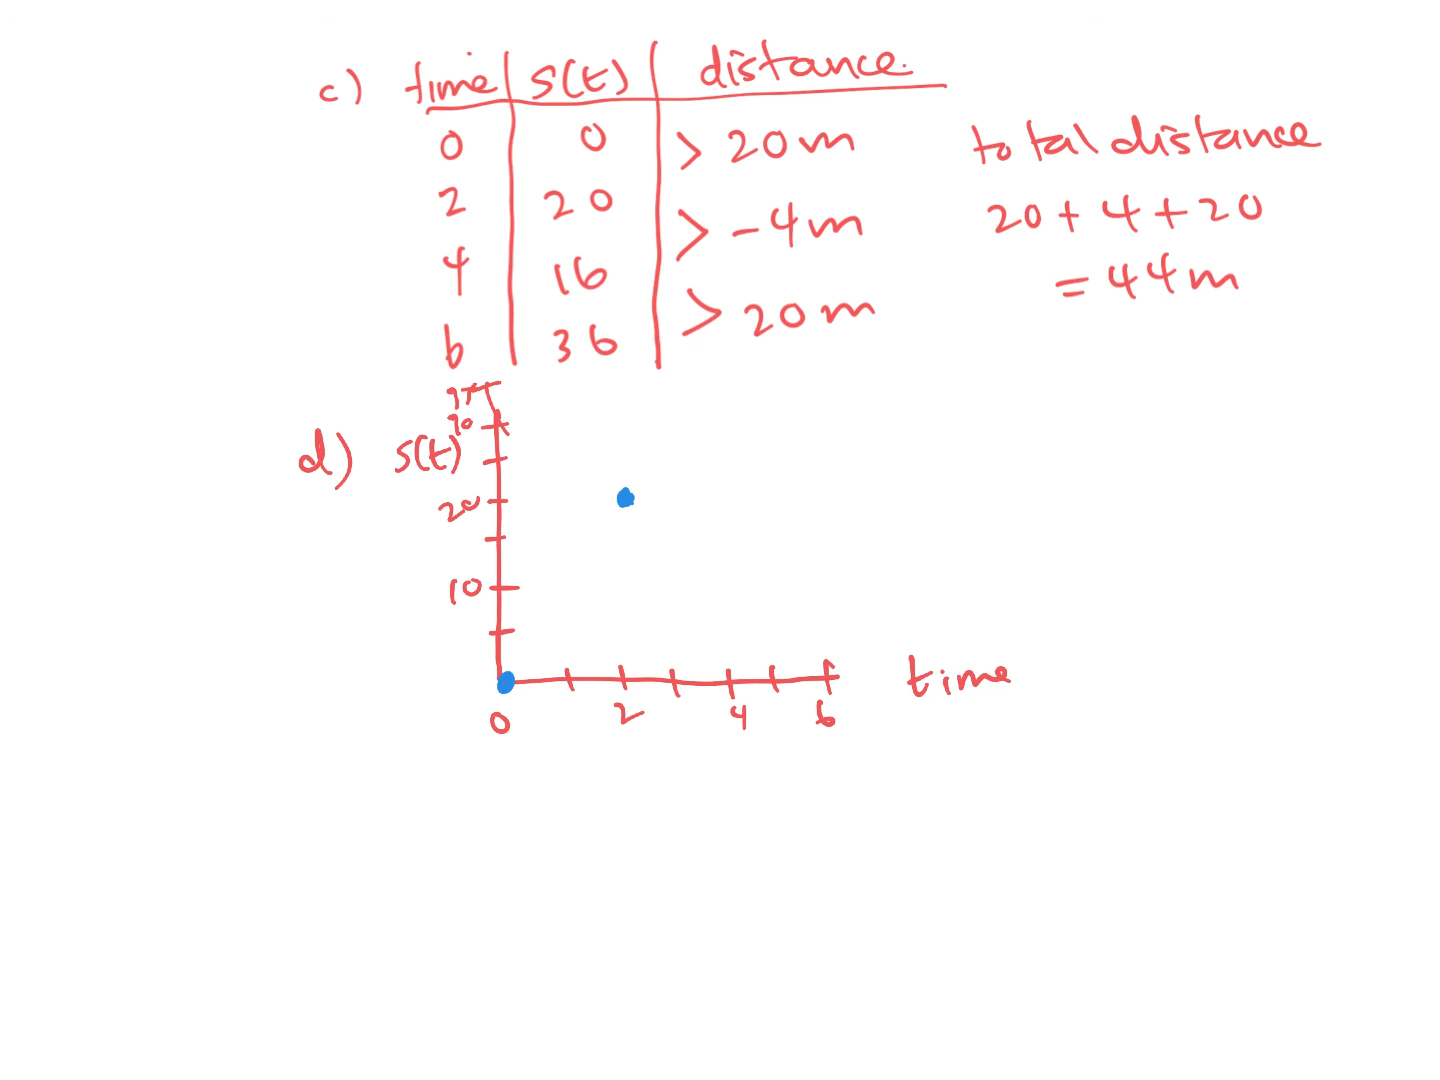 c) time s(t) distance.
0 0 > 20m total distance
2 20 > -4m 20 + 4 + 20
4 16 > 20m = 44m
6 36
d) s(t)
20
10
0 2 4 6 time